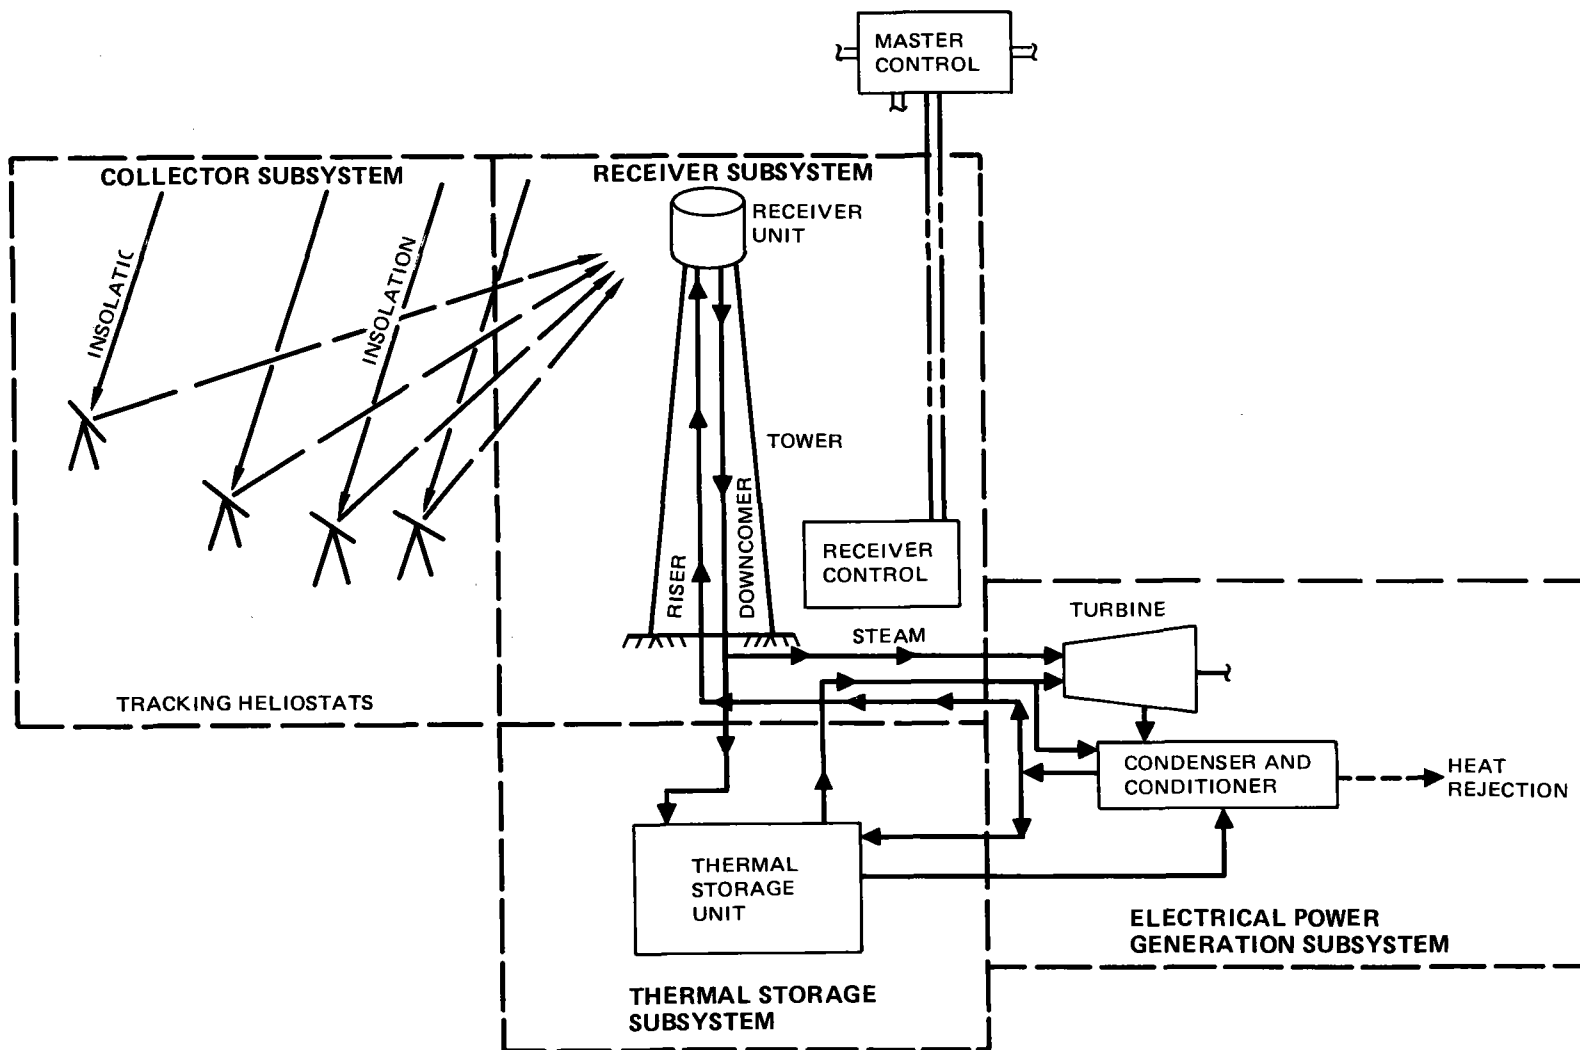 MASTER
CONTROL
COLLECTOR SUBSYSTEM
RECEIVER SUBSYSTEM
RECEIVER
UNIT
INSOLATIC
INSOLATION
TOWER
RISER
DOWNCOMER
RECEIVER
CONTROL
TURBINE
STEAM
TRACKING HELIOSTATS
CONDENSER AND
CONDITIONER
HEAT
REJECTION
THERMAL
STORAGE
UNIT
ELECTRICAL POWER
GENERATION SUBSYSTEM
THERMAL STORAGE
SUBSYSTEM